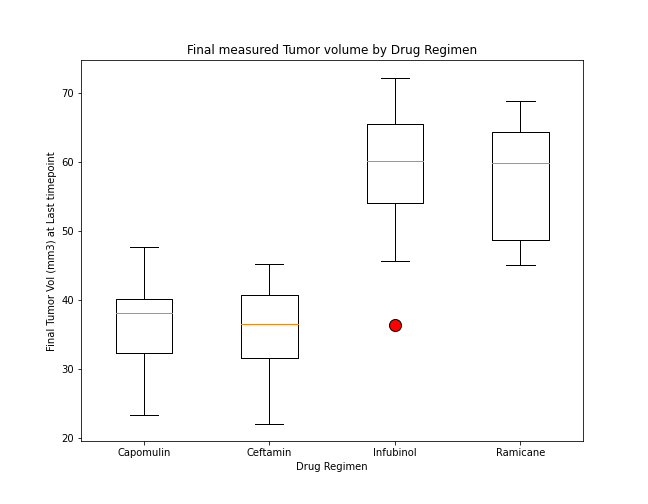 Final measured Tumor volume by Drug Regimen
Final Tumor Vol (mm3) at Last timepoint
70
60
50
40
30
20
Capomulin
Ceftamin
Infubinol
Ramicane
Drug Regimen